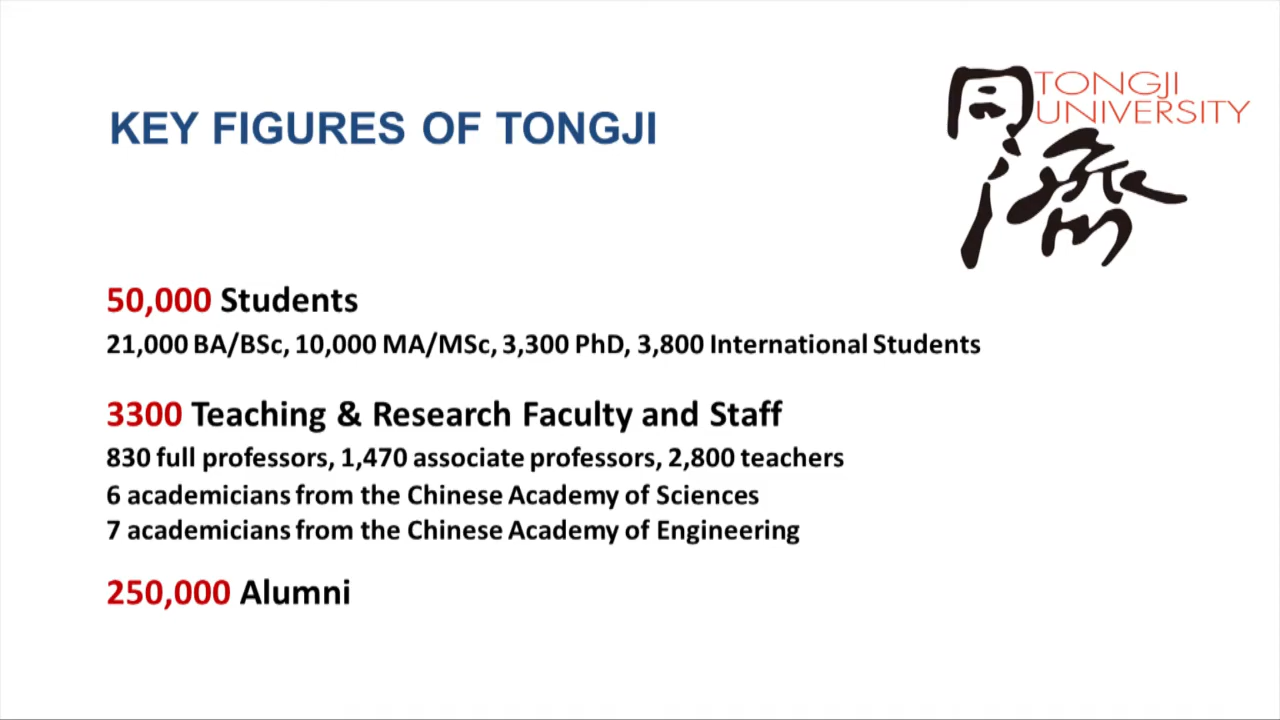 KEY FIGURES OF TONGJI
TONGJI
UNIVERSITY
同济
50,000 Students
21,000 BA/BSc, 10,000 MA/MSc, 3,300 PhD, 3,800 International Students
3300 Teaching & Research Faculty and Staff
830 full professors, 1,470 associate professors, 2,800 teachers
6 academicians from the Chinese Academy of Sciences
7 academicians from the Chinese Academy of Engineering
250,000 Alumni